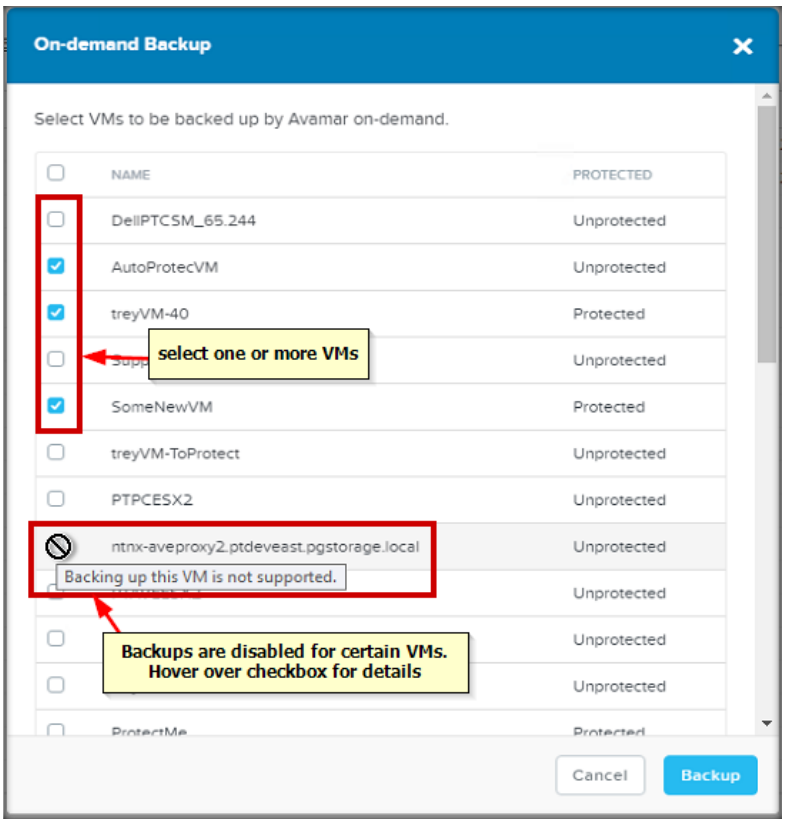 On-demand Backup
Select VMs to be backed up by Avamar on-demand.
NAME PROTECTED
DellPTCSM_65.244 Unprotected
AutoProtecVM Unprotected
treyVM-40 Protected
select one or more VMs
Unprotected
SomeNewVM Protected
treyVM-ToProtect Unprotected
PTPCESX2 Unprotected
ntnx-aveproxy2.ptdeveast.pgstorage.local Unprotected
Backing up this VM is not supported.
Unprotected
Backups are disabled for certain VMs.
Hover over checkbox for details
Unprotected
Unprotected
ProtectMe Protected
Cancel Backup